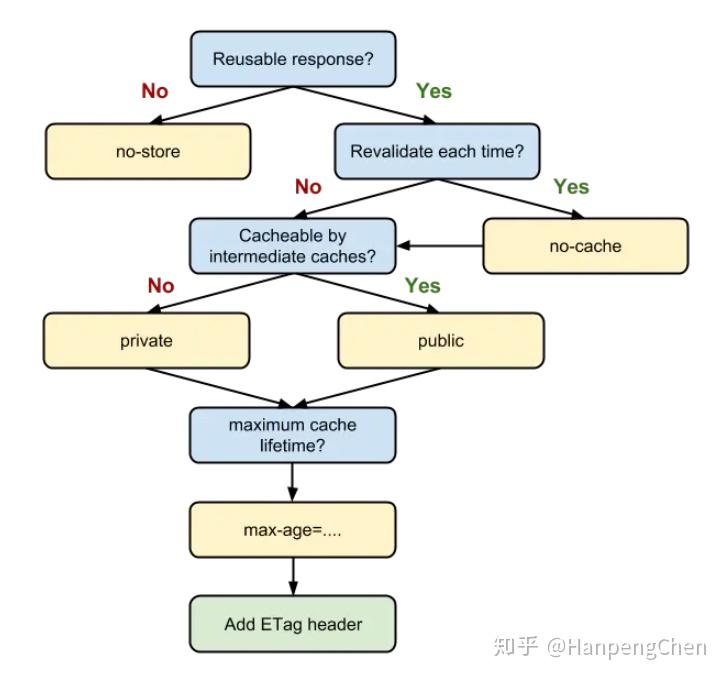 Reusable response?
No
Yes
no-store
Revalidate each time?
No
Yes
Cacheable by
intermediate caches?
no-cache
No
Yes
private
public
maximum cache
lifetime?
max-age=....
Add ETag header
知乎 @HanpengChen